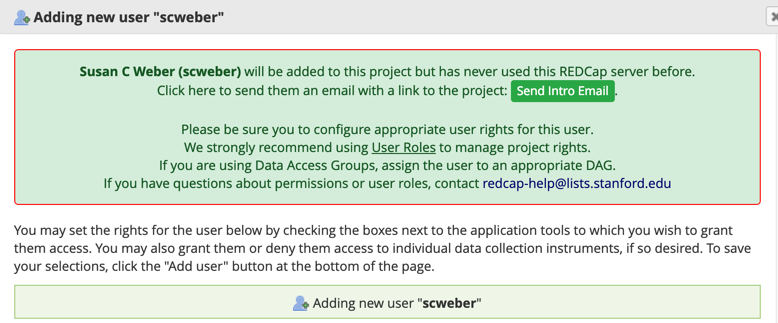 Adding new user "scweber"
Susan C Weber (scweber) will be added to this project but has never used this REDCap server before.
Click here to send them an email with a link to the project: Send Intro Email.
Please be sure you to configure appropriate user rights for this user.
We strongly recommend using User Roles to manage project rights.
If you are using Data Access Groups, assign the user to an appropriate DAG.
If you have questions about permissions or user roles, contact redcap-help@lists.stanford.edu
You may set the rights for the user below by checking the boxes next to the application tools to which you wish to grant
them access. You may also grant them or deny them access to individual data collection instruments, if so desired. To save
your selections, click the "Add user" button at the bottom of the page.
Adding new user "scweber"